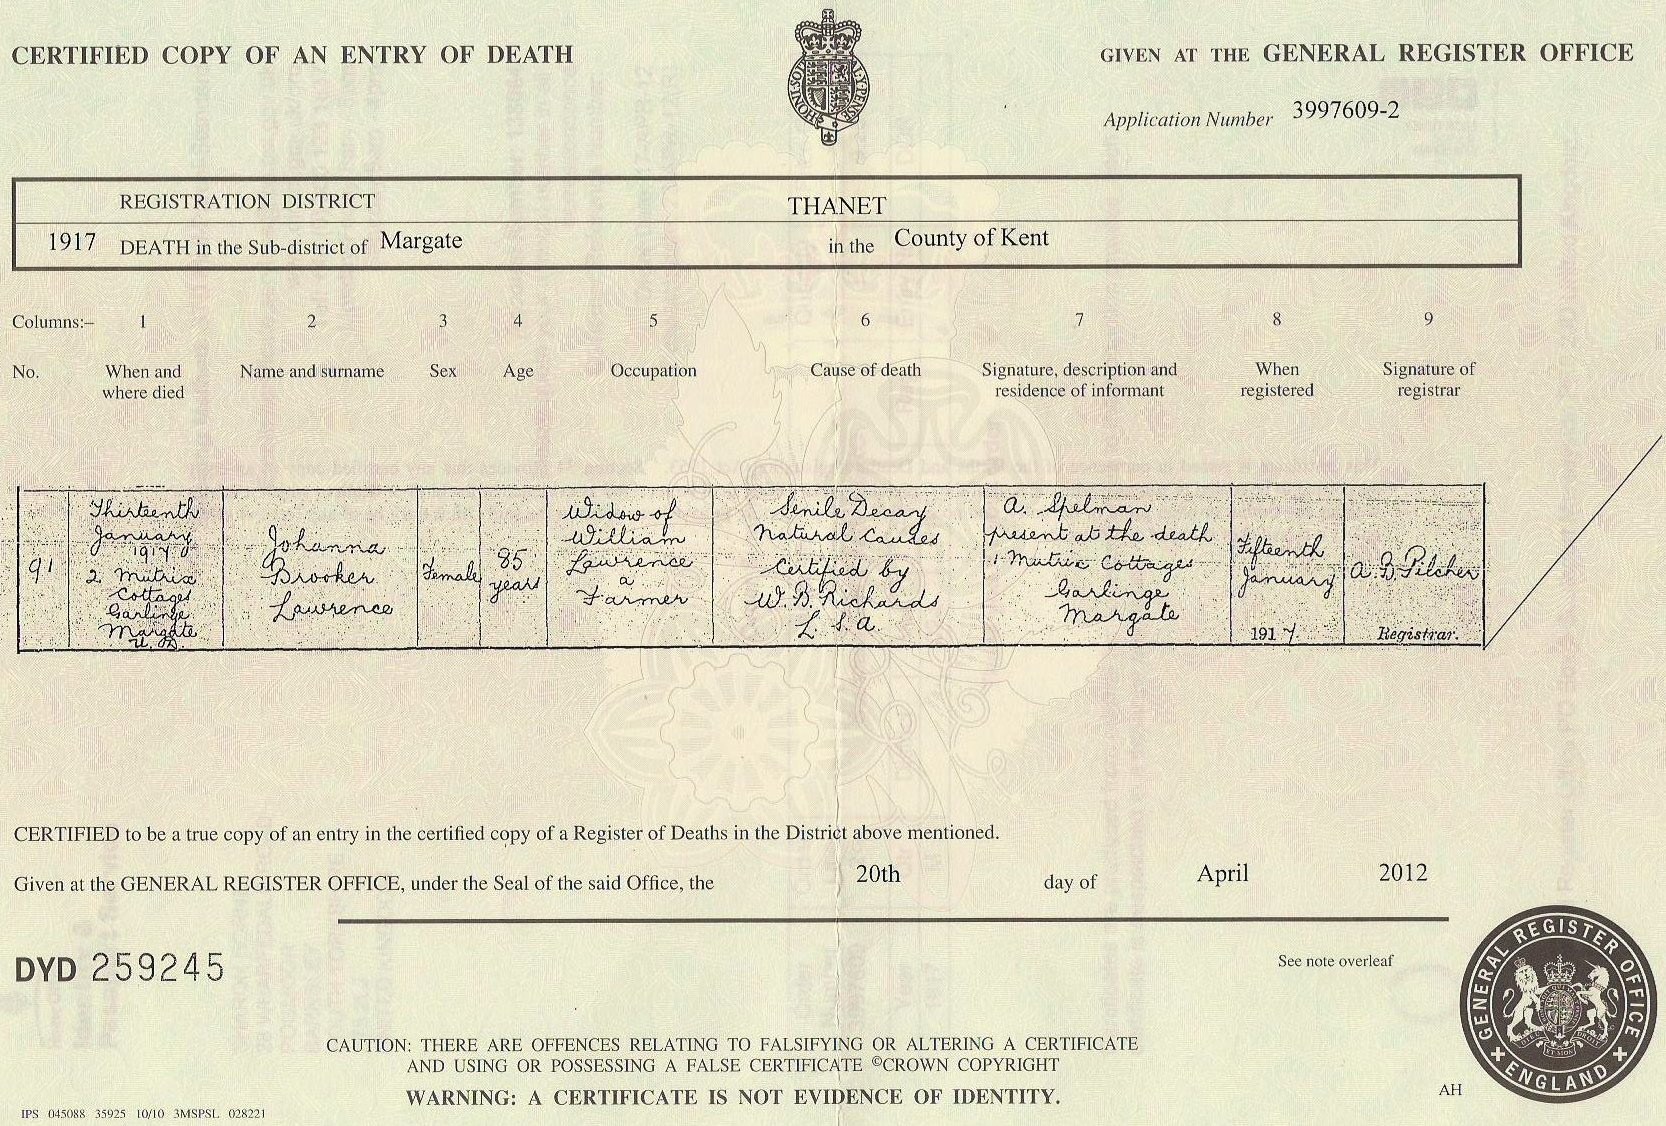 CERTIFIED COPY OF AN ENTRY OF DEATH
GIVEN AT THE GENERAL REGISTER OFFICE
Application Number 3997609-2
REGISTRATION DISTRICT THANET
1917 DEATH in the Sub-district of Margate in the County of Kent
Columns:– 1 2 3 4 5 6 7 8 9
No.
When and
where died
Name and surname
Sex
Age
Occupation
Cause of death
Signature, description and
residence of informant
When
registered
Signature of
registrar
91
Thirteenth
January
1917
2 Mutrix
Cottages
Garlinge
Margate
U. D.
Johanna
Brooker
Lawrence
Female
85
years
Widow of
William
Lawrence
a
Farmer
Senile Decay
Natural Causes
Certified by
W. B. Richards
L. S. A.
A. Spelman
present at the death
1 Mutrix Cottages
Garlinge
Margate
Fifteenth
January
1917
A. B. Pilcher
Registrar.
CERTIFIED to be a true copy of an entry in the certified copy of a Register of Deaths in the District above mentioned.
Given at the GENERAL REGISTER OFFICE, under the Seal of the said Office, the 20th day of April 2012
DYD 259245
See note overleaf
GENERAL REGISTER OFFICE
ENGLAND
CAUTION: THERE ARE OFFENCES RELATING TO FALSIFYING OR ALTERING A CERTIFICATE
AND USING OR POSSESSING A FALSE CERTIFICATE ©CROWN COPYRIGHT
WARNING: A CERTIFICATE IS NOT EVIDENCE OF IDENTITY.
AH
IPS 045088 35925 10/10 3MSPSL 028221